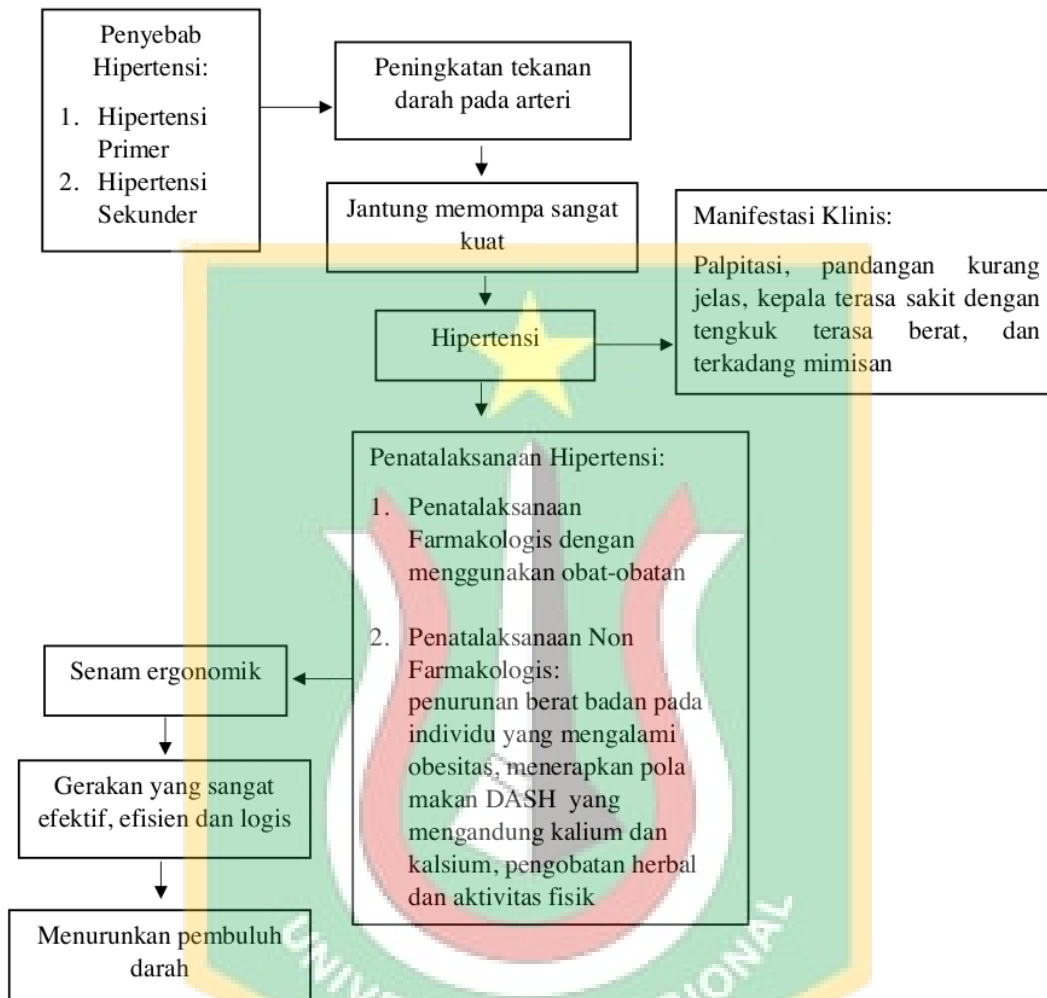 Penyebab
Hipertensi:
1. Hipertensi
Primer
2. Hipertensi
Sekunder
Peningkatan tekanan
darah pada arteri
Jantung memompa sangat
kuat
Hipertensi
Manifestasi Klinis:
Palpitasi, pandangan kurang
jelas, kepala terasa sakit dengan
tengkuk terasa berat, dan
terkadang mimisan
Penatalaksanaan Hipertensi:
1. Penatalaksanaan
Farmakologis dengan
menggunakan obat-obatan
2. Penatalaksanaan Non
Farmakologis:
penurunan berat badan pada
individu yang mengalami
obesitas, menerapkan pola
makan DASH yang
mengandung kalium dan
kalsium, pengobatan herbal
dan aktivitas fisik
Senam ergonomik
Gerakan yang sangat
efektif, efisien dan logis
Menurunkan pembuluh
darah